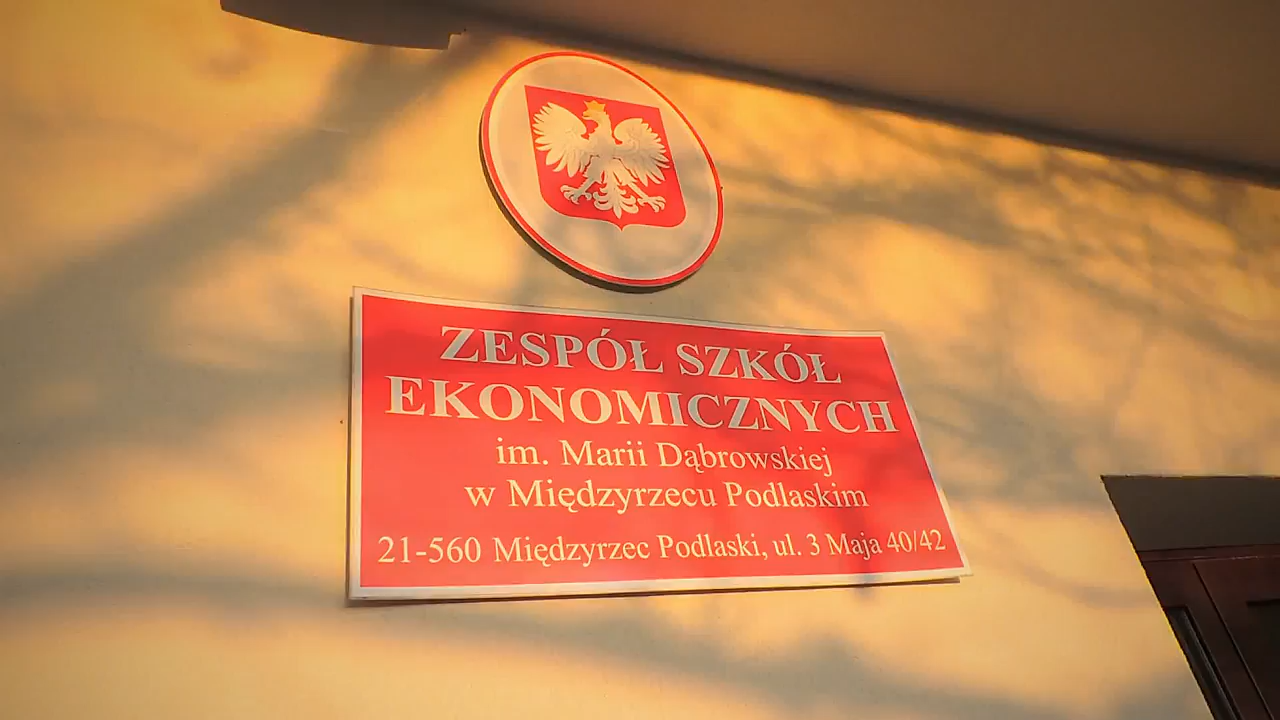 ZESPÓŁ SZKÓŁ
EKONOMICZNYCH
im. Marii Dąbrowskiej
w Międzyrzecu Podlaskim
21-560 Międzyrzec Podlaski, ul. 3 Maja 40/42